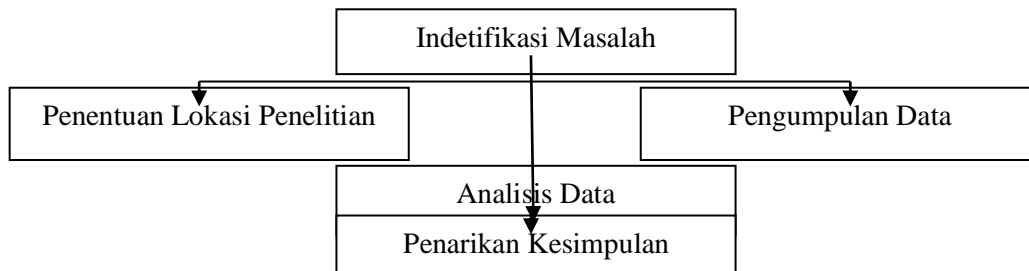 Indetifikasi Masalah
Penentuan Lokasi Penelitian
Pengumpulan Data
Analisis Data
Penarikan Kesimpulan